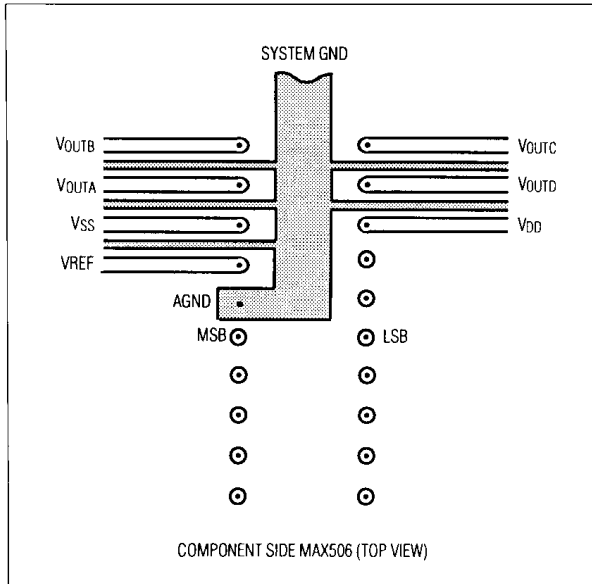 SYSTEM GND
VOUTB
VOUTC
VOUTA
VOUTD
VSS
VDD
VREF
AGND
MSB
LSB
COMPONENT SIDE MAX506 (TOP VIEW)